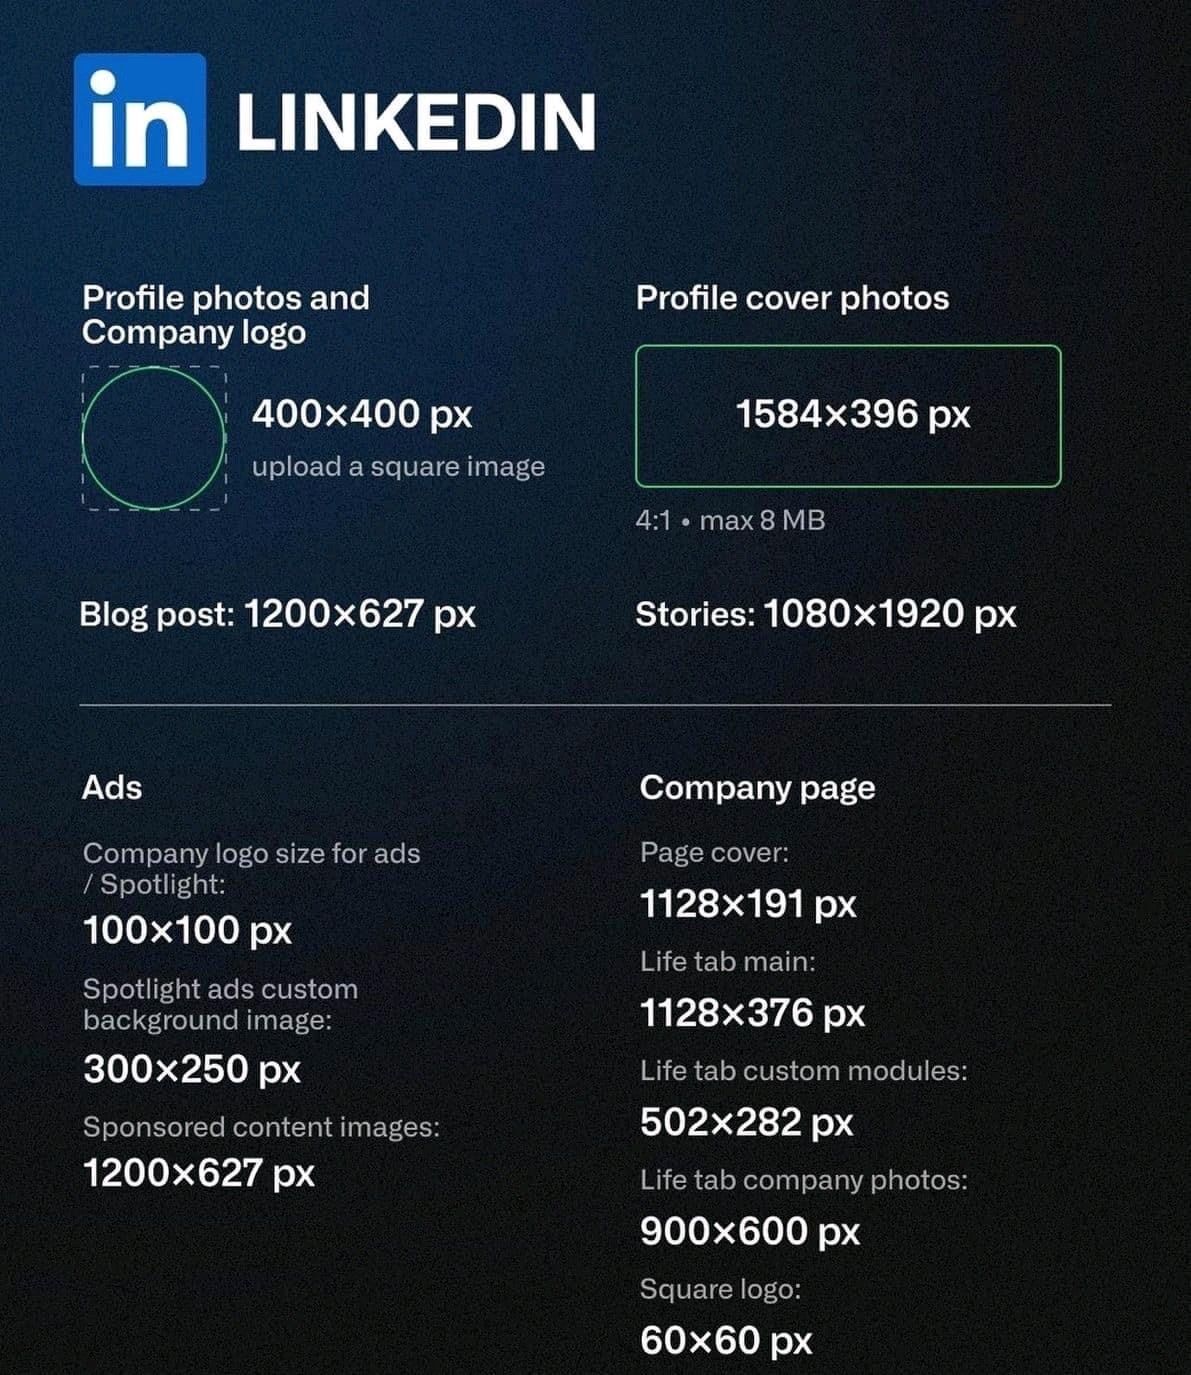 in LINKEDIN
Profile photos and
Company logo
400×400 px
upload a square image
Profile cover photos
1584×396 px
4:1 • max 8 MB
Blog post: 1200×627 px
Stories: 1080×1920 px
Ads
Company logo size for ads
/ Spotlight:
100×100 px
Spotlight ads custom
background image:
300×250 px
Sponsored content images:
1200×627 px
Company page
Page cover:
1128×191 px
Life tab main:
1128×376 px
Life tab custom modules:
502×282 px
Life tab company photos:
900×600 px
Square logo:
60×60 px